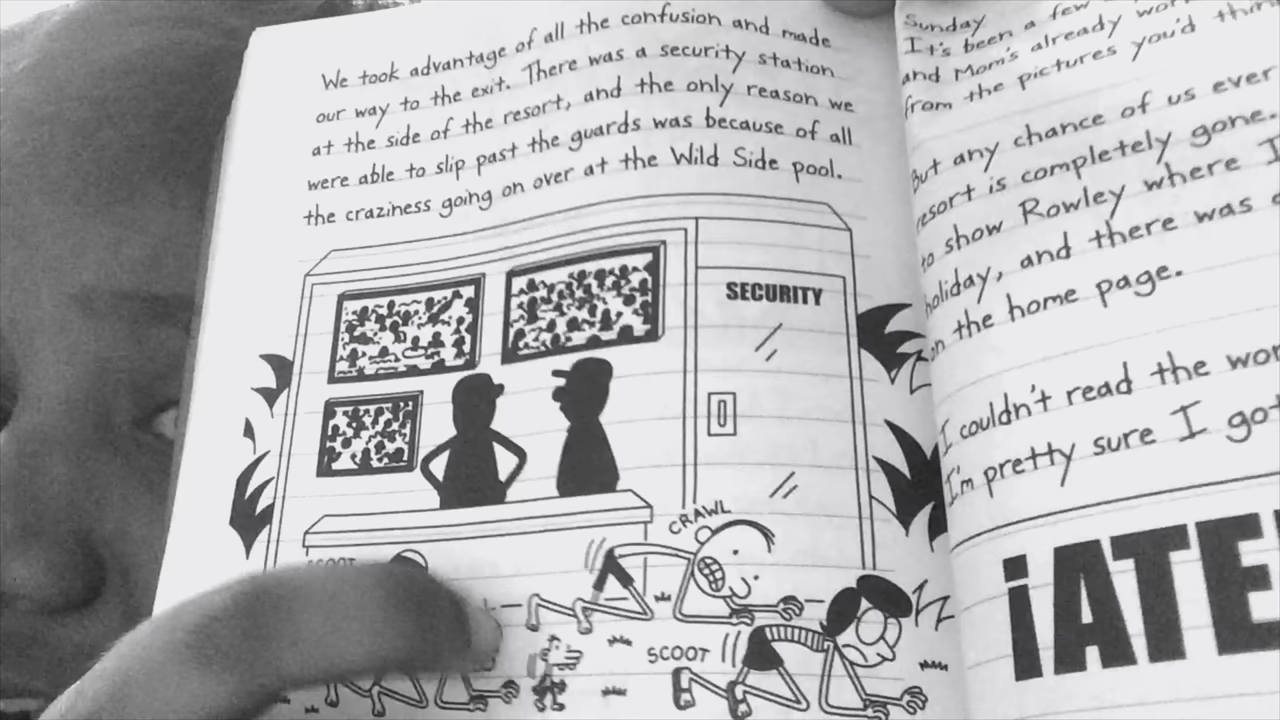 We took advantage of all the confusion and made
our way to the exit. There was a security station
at the side of the resort, and the only reason we
were able to slip past the guards was because of all
the craziness going on over at the Wild Side pool.
SECURITY
CRAWL
SCOOT
SCOOT
Sunday
It's been a few
and Mom's already
from the pictures you'd
But any chance of us ever
resort is completely gone.
to show Rowley where I
holiday, and there was
on the home page.
I couldn't read the
I'm pretty sure I got
¡ATE